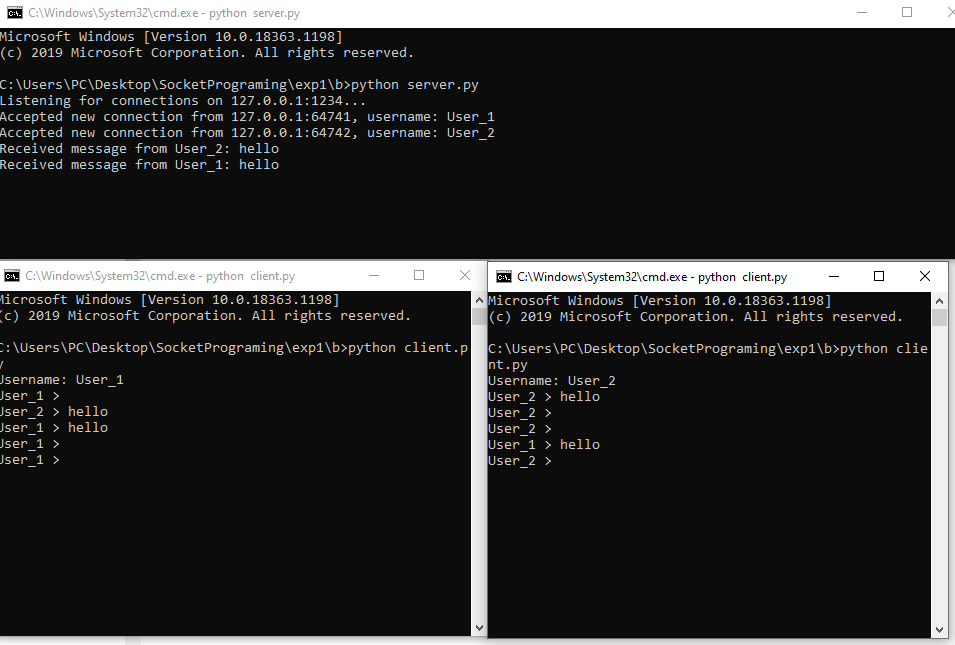 C:\Windows\System32\cmd.exe - python server.py
Microsoft Windows [Version 10.0.18363.1198]
(c) 2019 Microsoft Corporation. All rights reserved.
C:\Users\PC\Desktop\SocketPrograming\exp1\b>python server.py
Listening for connections on 127.0.0.1:1234...
Accepted new connection from 127.0.0.1:64741, username: User_1
Accepted new connection from 127.0.0.1:64742, username: User_2
Received message from User_2: hello
Received message from User_1: hello
C:\Windows\System32\cmd.exe - python client.py
Microsoft Windows [Version 10.0.18363.1198]
(c) 2019 Microsoft Corporation. All rights reserved.
C:\Users\PC\Desktop\SocketPrograming\exp1\b>python client.p
y
Username: User_1
User_1 >
User_2 > hello
User_1 > hello
User_1 >
User_1 >
C:\Windows\System32\cmd.exe - python client.py
Microsoft Windows [Version 10.0.18363.1198]
(c) 2019 Microsoft Corporation. All rights reserved.
C:\Users\PC\Desktop\SocketPrograming\exp1\b>python clie
nt.py
Username: User_2
User_2 > hello
User_2 >
User_2 >
User_1 > hello
User_2 >